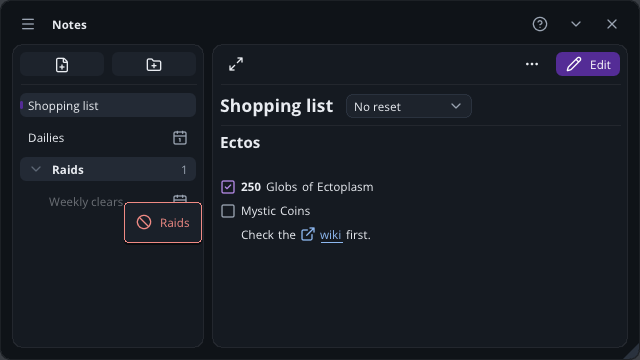 Notes
Edit
Shopping list
Dailies
Raids 1
Weekly clears
Raids
Shopping list No reset
Ectos
250 Globs of Ectoplasm
Mystic Coins
Check the wiki first.